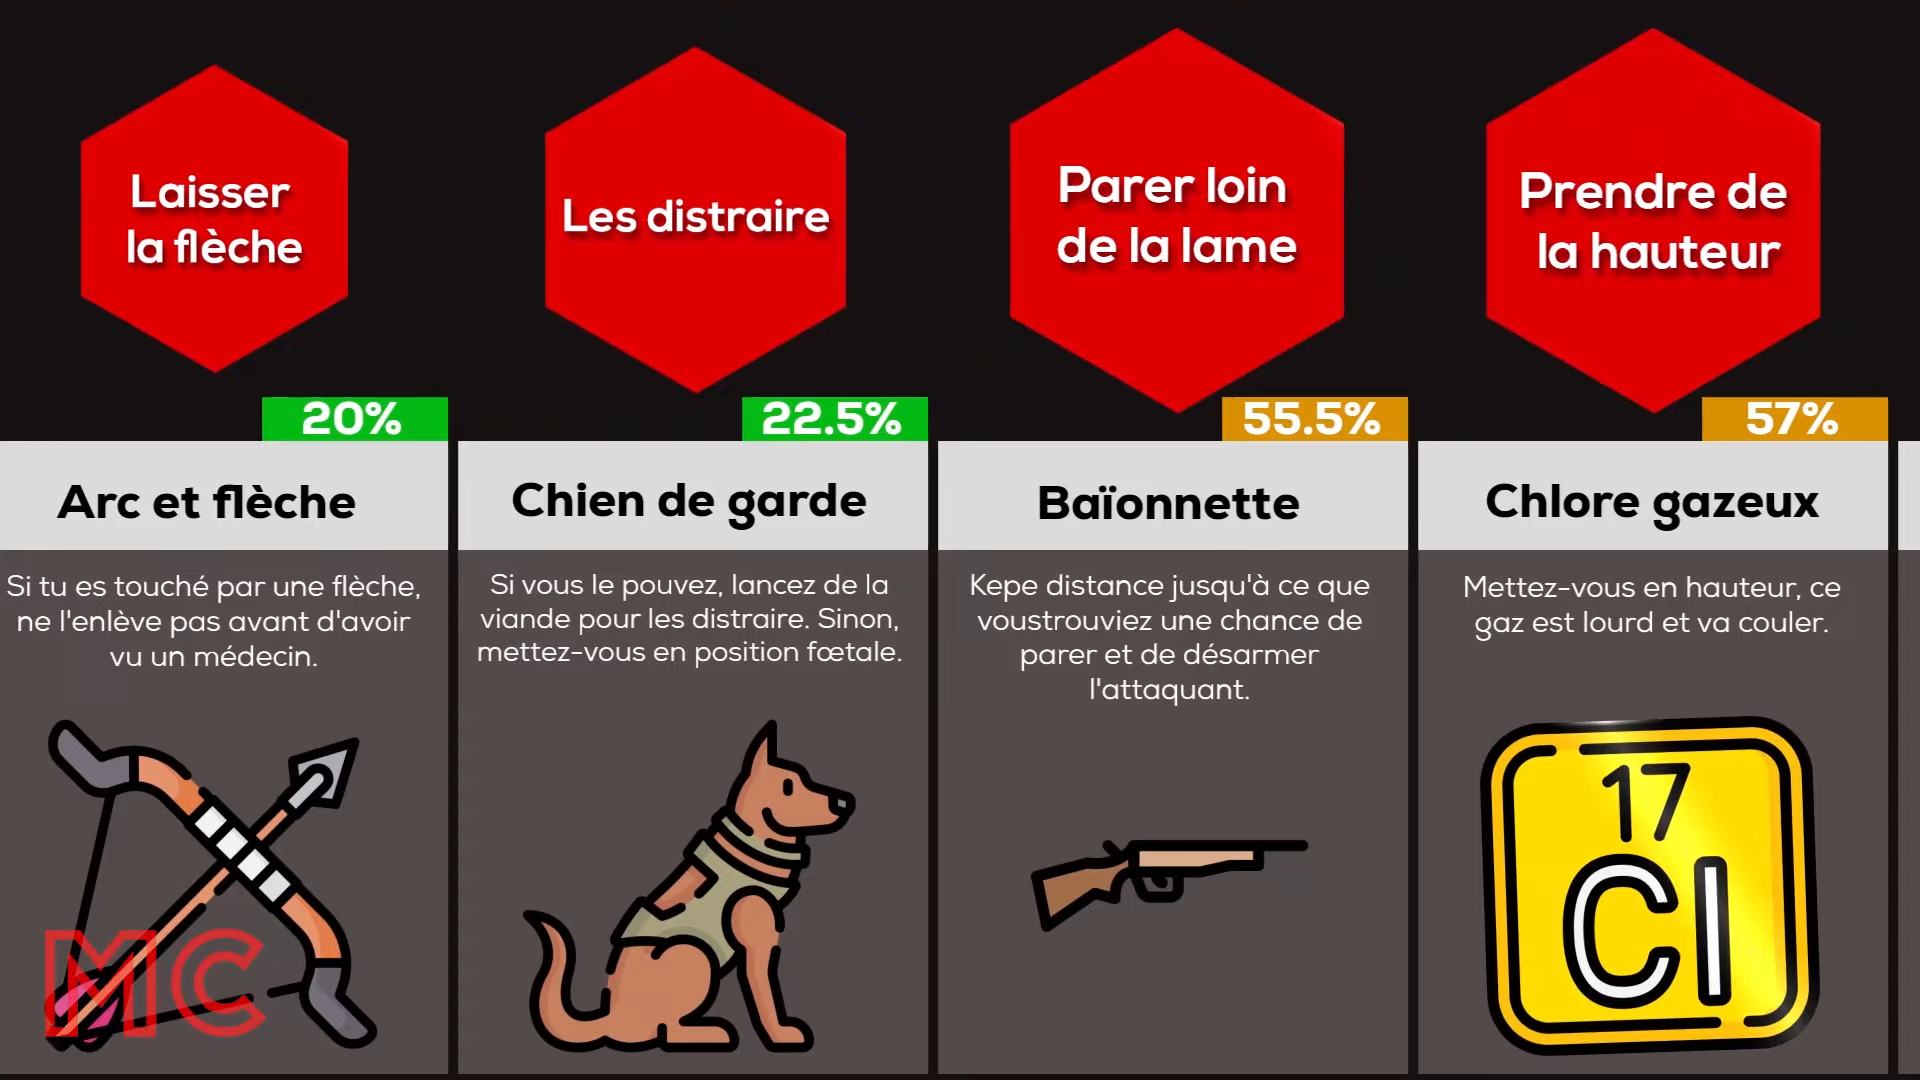 Laisser
la flèche
20%
Arc et flèche
Si tu es touché par une flèche,
ne l'enlève pas avant d'avoir
vu un médecin.
MC
Les distraire
22.5%
Chien de garde
Si vous le pouvez, lancez de la
viande pour les distraire. Sinon,
mettez-vous en position fœtale.
Parer loin
de la lame
55.5%
Baïonnette
Kepe distance jusqu'à ce que
voustrouviez une chance de
parer et de désarmer
l'attaquant.
Prendre de
la hauteur
57%
Chlore gazeux
Mettez-vous en hauteur, ce
gaz est lourd et va couler.
17
Cl